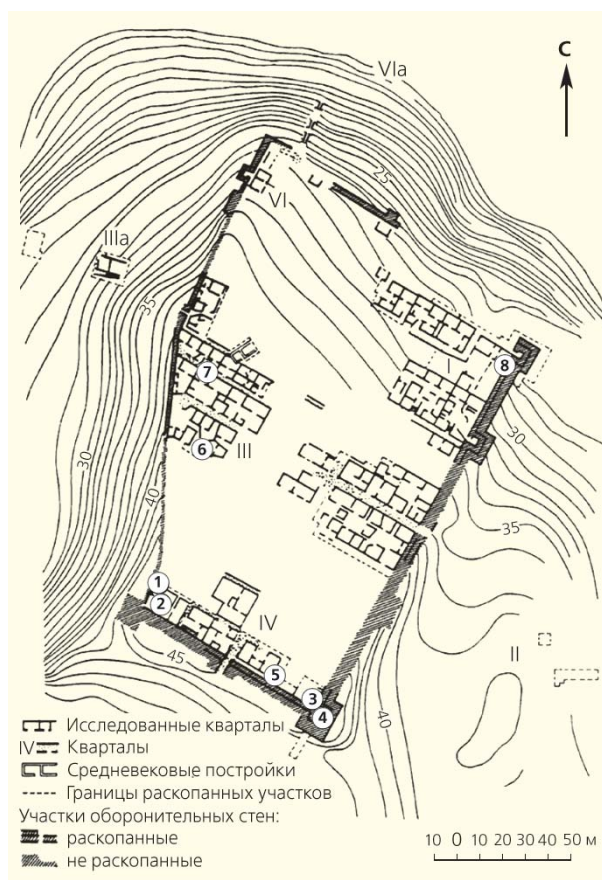 С
VIa
25
VI
IIIa
35
I
8
7
30
III
6
30
40
35
1
2
IV
II
45
5
3
4
40
Исследованные кварталы
IV Кварталы
Средневековые постройки
Границы раскопанных участков
Участки оборонительных стен:
раскопанные
не раскопанные
10 0 10 20 30 40 50 м